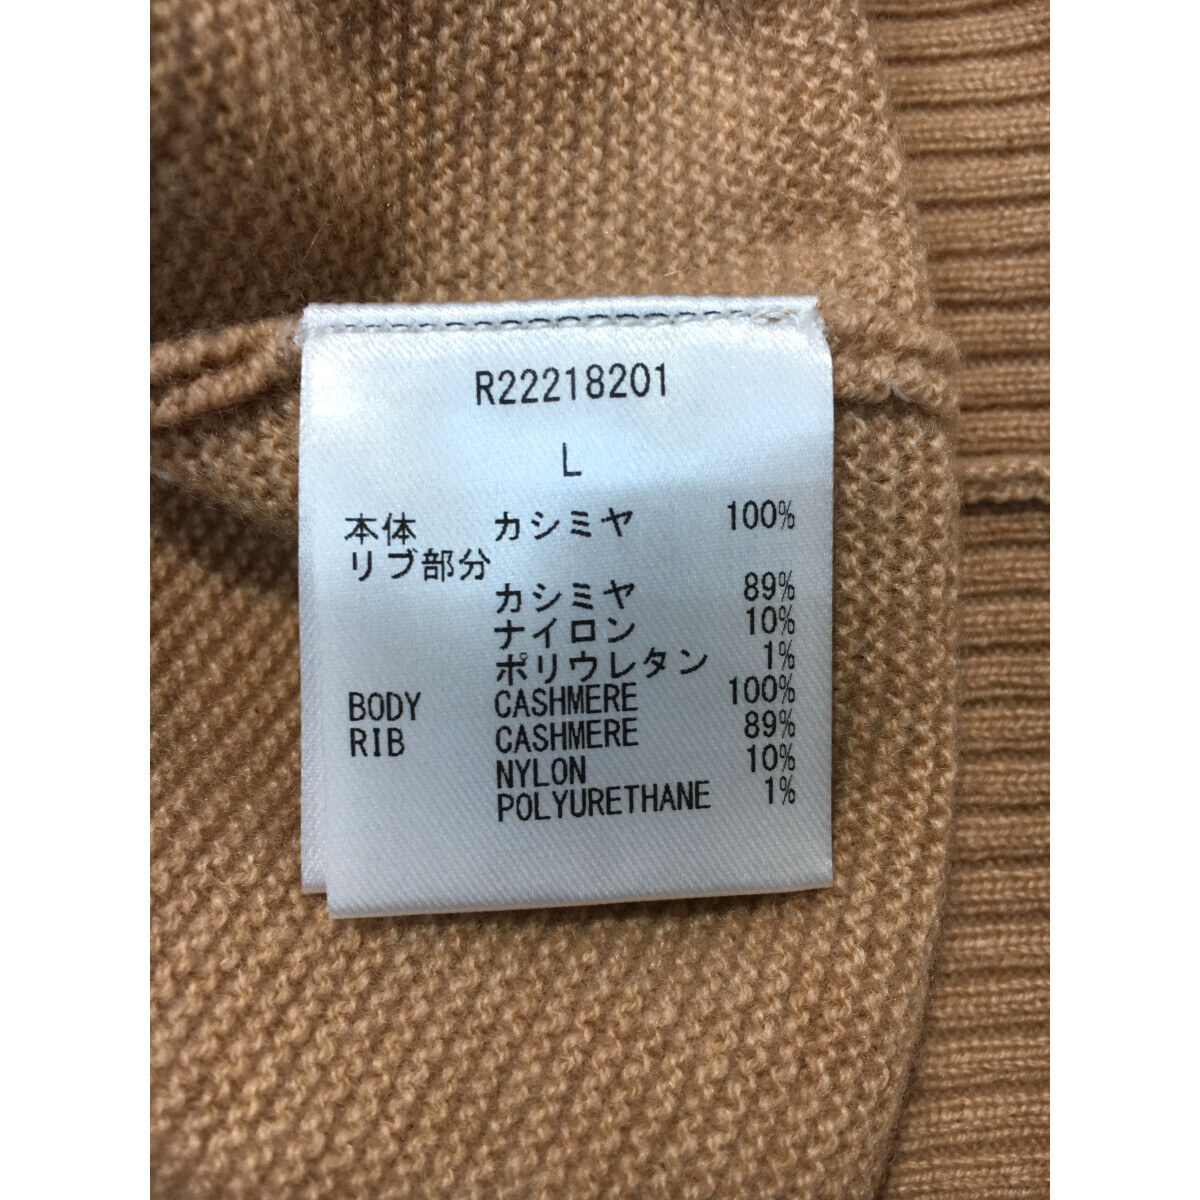 R22218201
L
本体 カシミヤ 100%
リブ部分
カシミヤ 89%
ナイロン 10%
ポリウレタン 1%
BODY CASHMERE 100%
RIB CASHMERE 89%
NYLON 10%
POLYURETHANE 1%